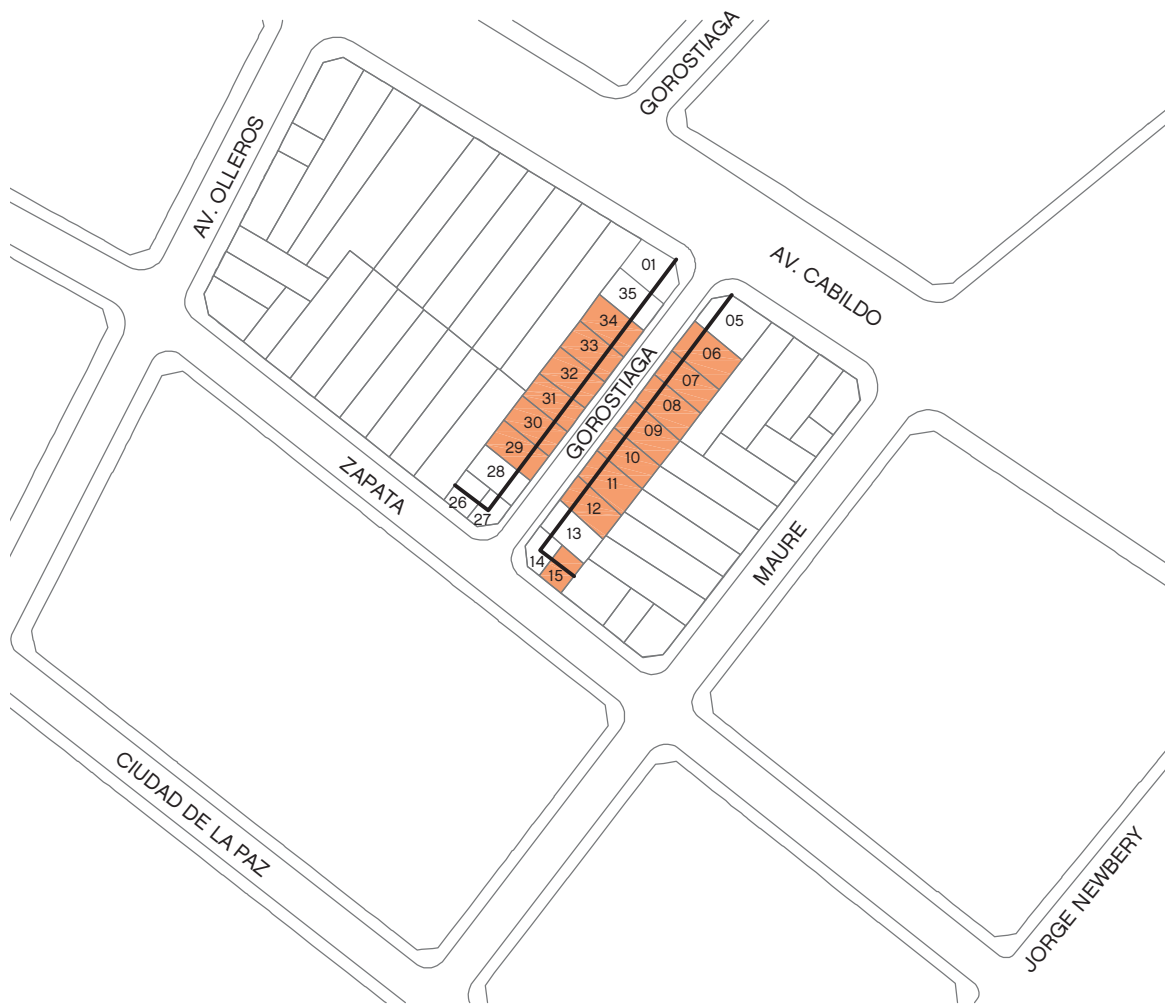 GOROSTIAGA
AV. OLLEROS
AV. CABILDO
01
35
34
33
32
31
30
29
28
26
27
GOROSTIAGA
05
06
07
08
09
10
11
12
13
14
15
ZAPATA
MAURE
CIUDAD DE LA PAZ
JORGE NEWBERY